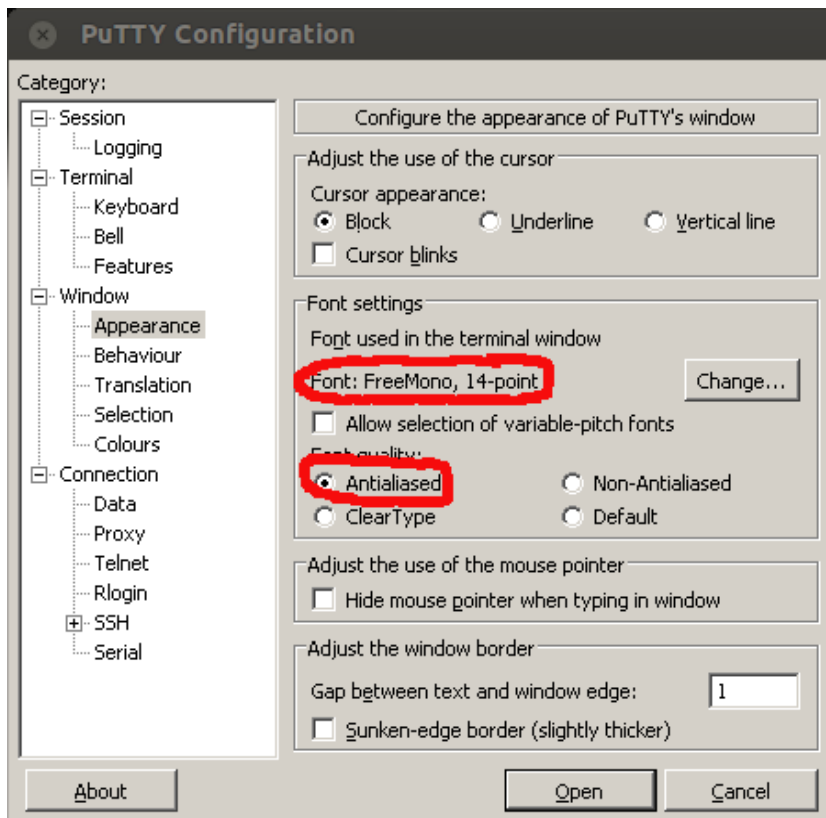 PuTTY Configuration
Category:
Session
Logging
Terminal
Keyboard
Bell
Features
Window
Appearance
Behaviour
Translation
Selection
Colours
Connection
Data
Proxy
Telnet
Rlogin
SSH
Serial
Configure the appearance of PuTTY's window
Adjust the use of the cursor
Cursor appearance:
Block Underline Vertical line
Cursor blinks
Font settings
Font used in the terminal window
Font: FreeMono, 14-point Change...
Allow selection of variable-pitch fonts
Font quality:
Antialiased Non-Antialiased
ClearType Default
Adjust the use of the mouse pointer
Hide mouse pointer when typing in window
Adjust the window border
Gap between text and window edge: 1
Sunken-edge border (slightly thicker)
About Open Cancel